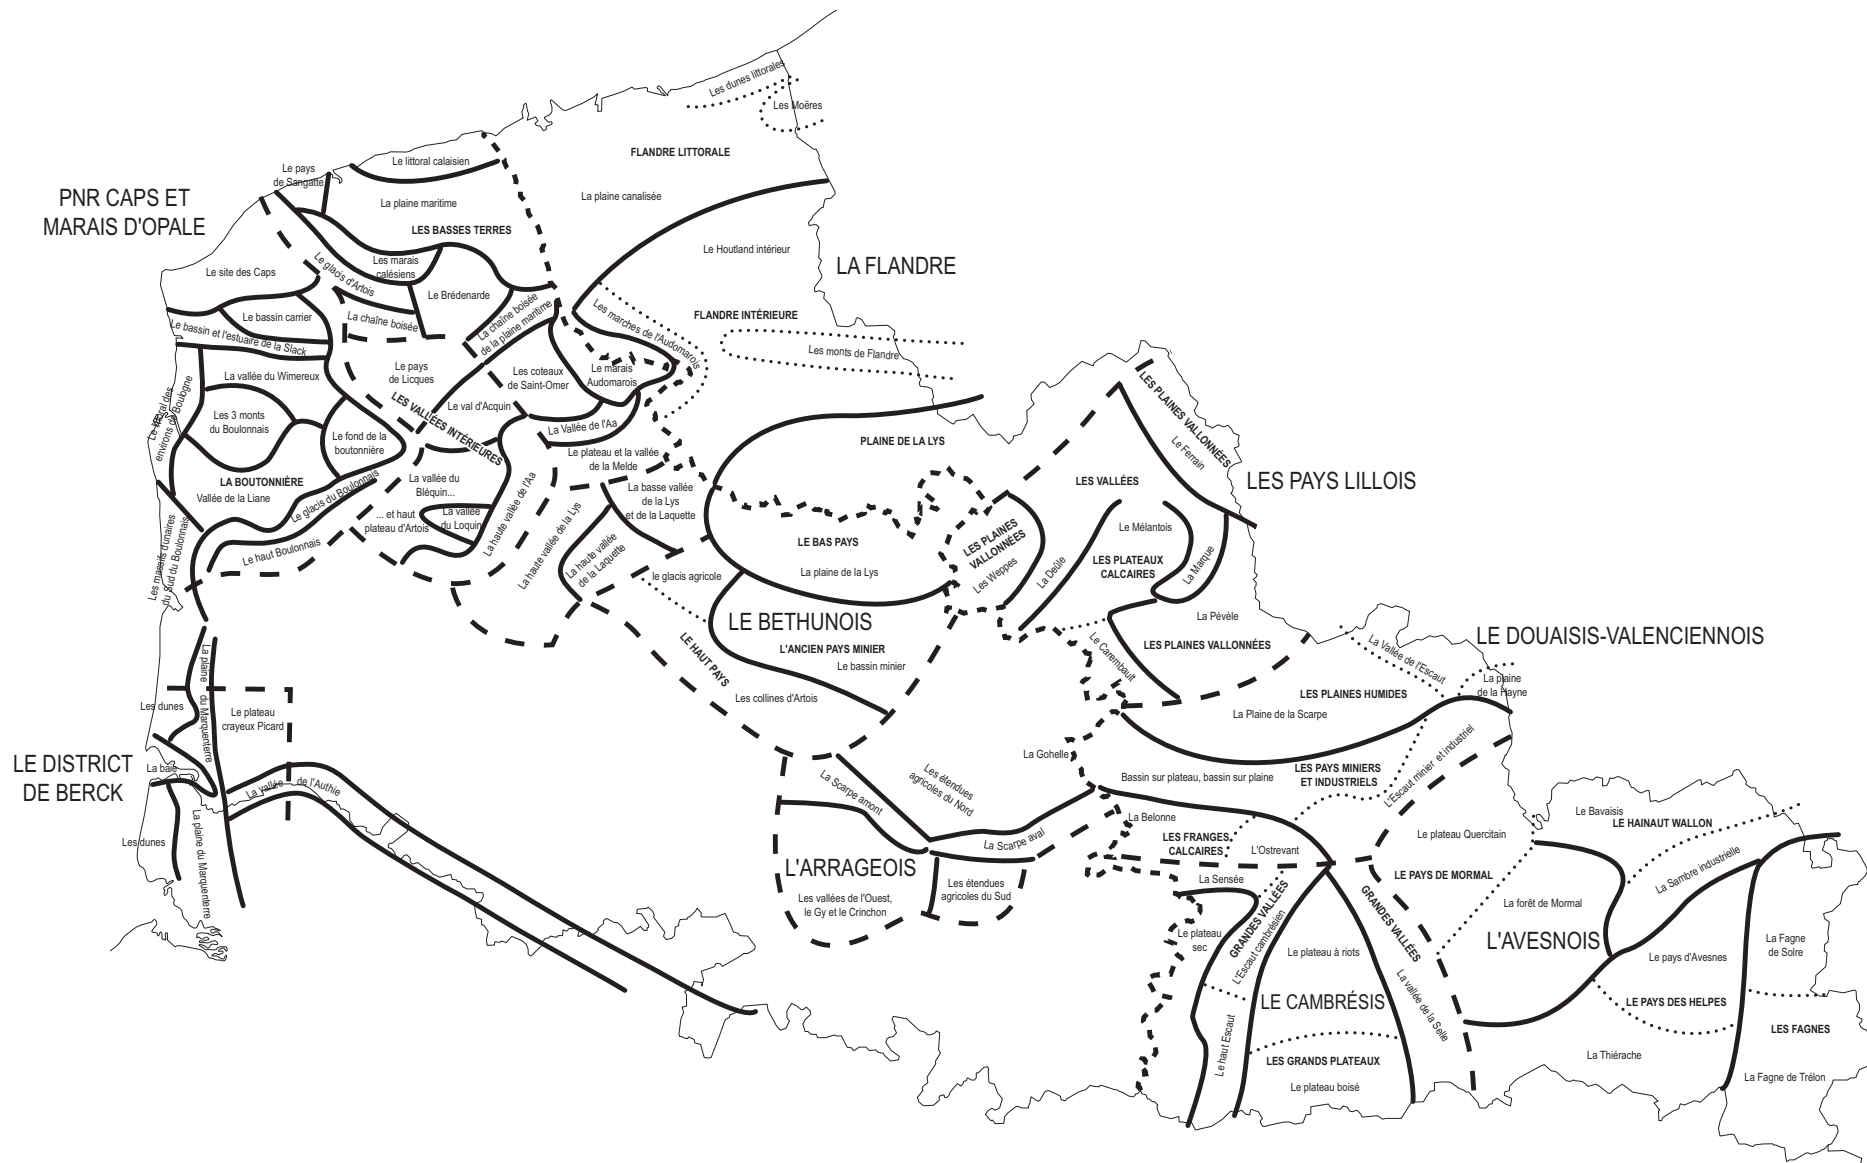 Les dunes littorales
Les Moëres
FLANDRE LITTORALE
Le littoral calaisien
Le pays
de Sangatte
PNR CAPS ET
MARAIS D'OPALE
La plaine canalisée
La plaine maritime
LES BASSES TERRES
Le Houtland intérieur
LA FLANDRE
Le site des Caps
Le glacis d'Artois
Les marais
calésiens
Le Brédenarde
La chaîne boisée
de la plaine maritime
Les marches de l'Audomarois
FLANDRE INTÉRIEURE
Les monts de Flandre
Le bassin carrier
La chaîne boisée
Le bassin et l'estuaire de la Slack
Le pays
de Licques
Les coteaux
de Saint-Omer
Le marais
Audomarois
La vallée du Wimereux
Le littoral des
environs de Boulogne
Les 3 monts
du Boulonnais
LES VALLÉES INTÉRIEURES
Le val d'Acquin
La Vallée de l'Aa
Le fond de la
boutonnière
PLAINE DE LA LYS
LES PLAINES VALLONNÉES
Le Ferrain
Le plateau et la vallée
de la Melde
LA BOUTONNIÈRE
Vallée de la Liane
Le glacis du Boulonnais
La vallée du
Bléquin...
La haute vallée de l'Aa
La basse vallée
de la Lys
et de la Laquette
LES VALLÉES
LES PAYS LILLOIS
Les massifs dunaires
du Sud du Boulonnais
... et haut
plateau d'Artois
La vallée
du Loquin
La haute vallée de la Lys
La haute vallée
de la Laquette
LE BAS PAYS
LES PLAINES
VALLONNÉES
Le Mélantois
Le haut Boulonnais
le glacis agricole
La plaine de la Lys
Les Weppes
La Deûle
LES PLATEAUX
CALCAIRES
La Marque
LE BETHUNOIS
La Pévèle
LE DOUAISIS-VALENCIENNOIS
LE HAUT PAYS
L'ANCIEN PAYS MINIER
Le bassin minier
Le Carembault
LES PLAINES VALLONNÉES
La Vallée de l'Escaut
La plaine
de la Hayne
La plaine du Marquenterre
Les dunes
Le plateau
crayeux Picard
Les collines d'Artois
LES PLAINES HUMIDES
La Plaine de la Scarpe
LE DISTRICT
DE BERCK
La baie
La vallée de l'Authie
La Gohelle
La Scarpe amont
Les étendues
agricoles du Nord
Bassin sur plateau, bassin sur plaine
LES PAYS MINIERS
ET INDUSTRIELS
L'Escaut minier et industriel
Les dunes
La plaine du Marquenterre
La Scarpe aval
La Belonne
LES FRANGES
CALCAIRES
L'Ostrevant
Le plateau Quercitain
Le Bavaisis
LE HAINAUT WALLON
L'ARRAGEOIS
Les vallées de l'Ouest,
le Gy et le Crinchon
Les étendues
agricoles du Sud
La Sensée
GRANDES VALLÉES
L'Escaut cambrésien
LE PAYS DE MORMAL
La Sambre industrielle
GRANDES VALLÉES
La forêt de Mormal
Le plateau
sec
Le plateau à riots
L'AVESNOIS
Le pays d'Avesnes
La Fagne
de Solre
LE CAMBRÉSIS
La vallée de la Selle
LE PAYS DES HELPES
LES FAGNES
Le haut Escaut
LES GRANDS PLATEAUX
Le plateau boisé
La Thiérache
La Fagne de Trélon